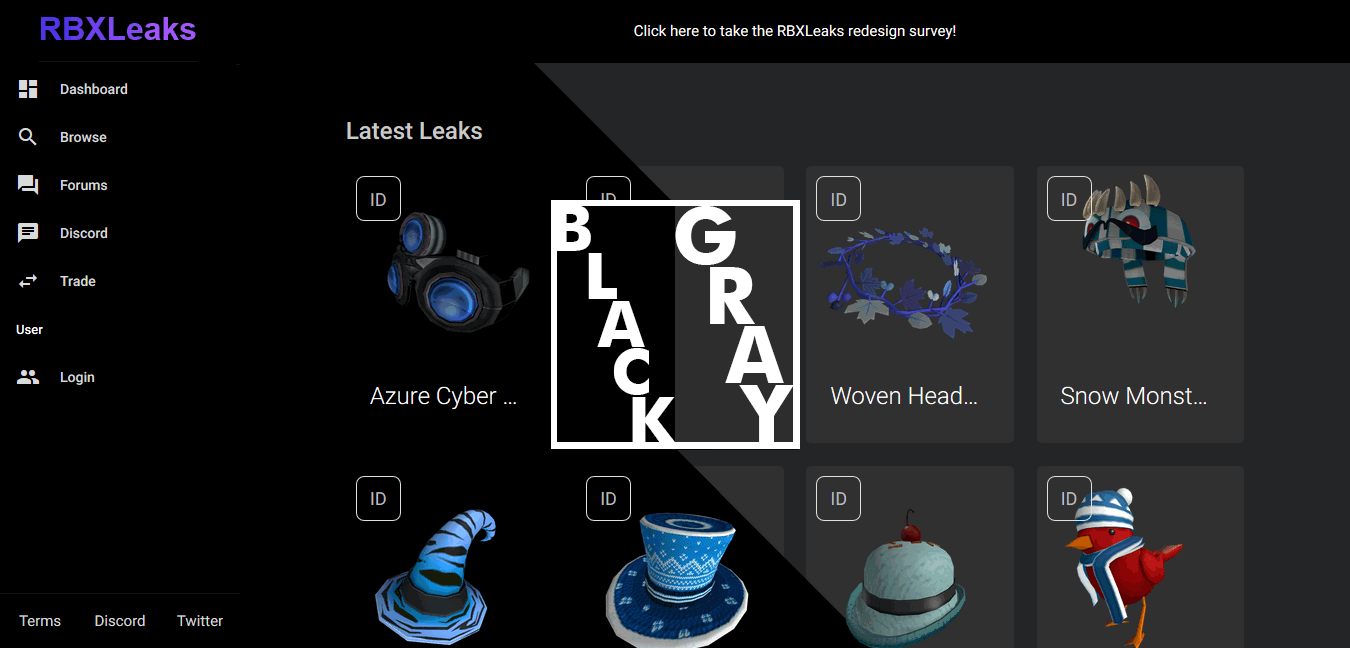 RBXLeaks
Click here to take the RBXLeaks redesign survey!
Dashboard
Browse
Forums
Discord
Trade
User
Login
Terms Discord Twitter
Latest Leaks
ID ID ID ID
BLACK
GRAY
Azure Cyber ...
Woven Head...
Snow Monst...
ID ID ID ID